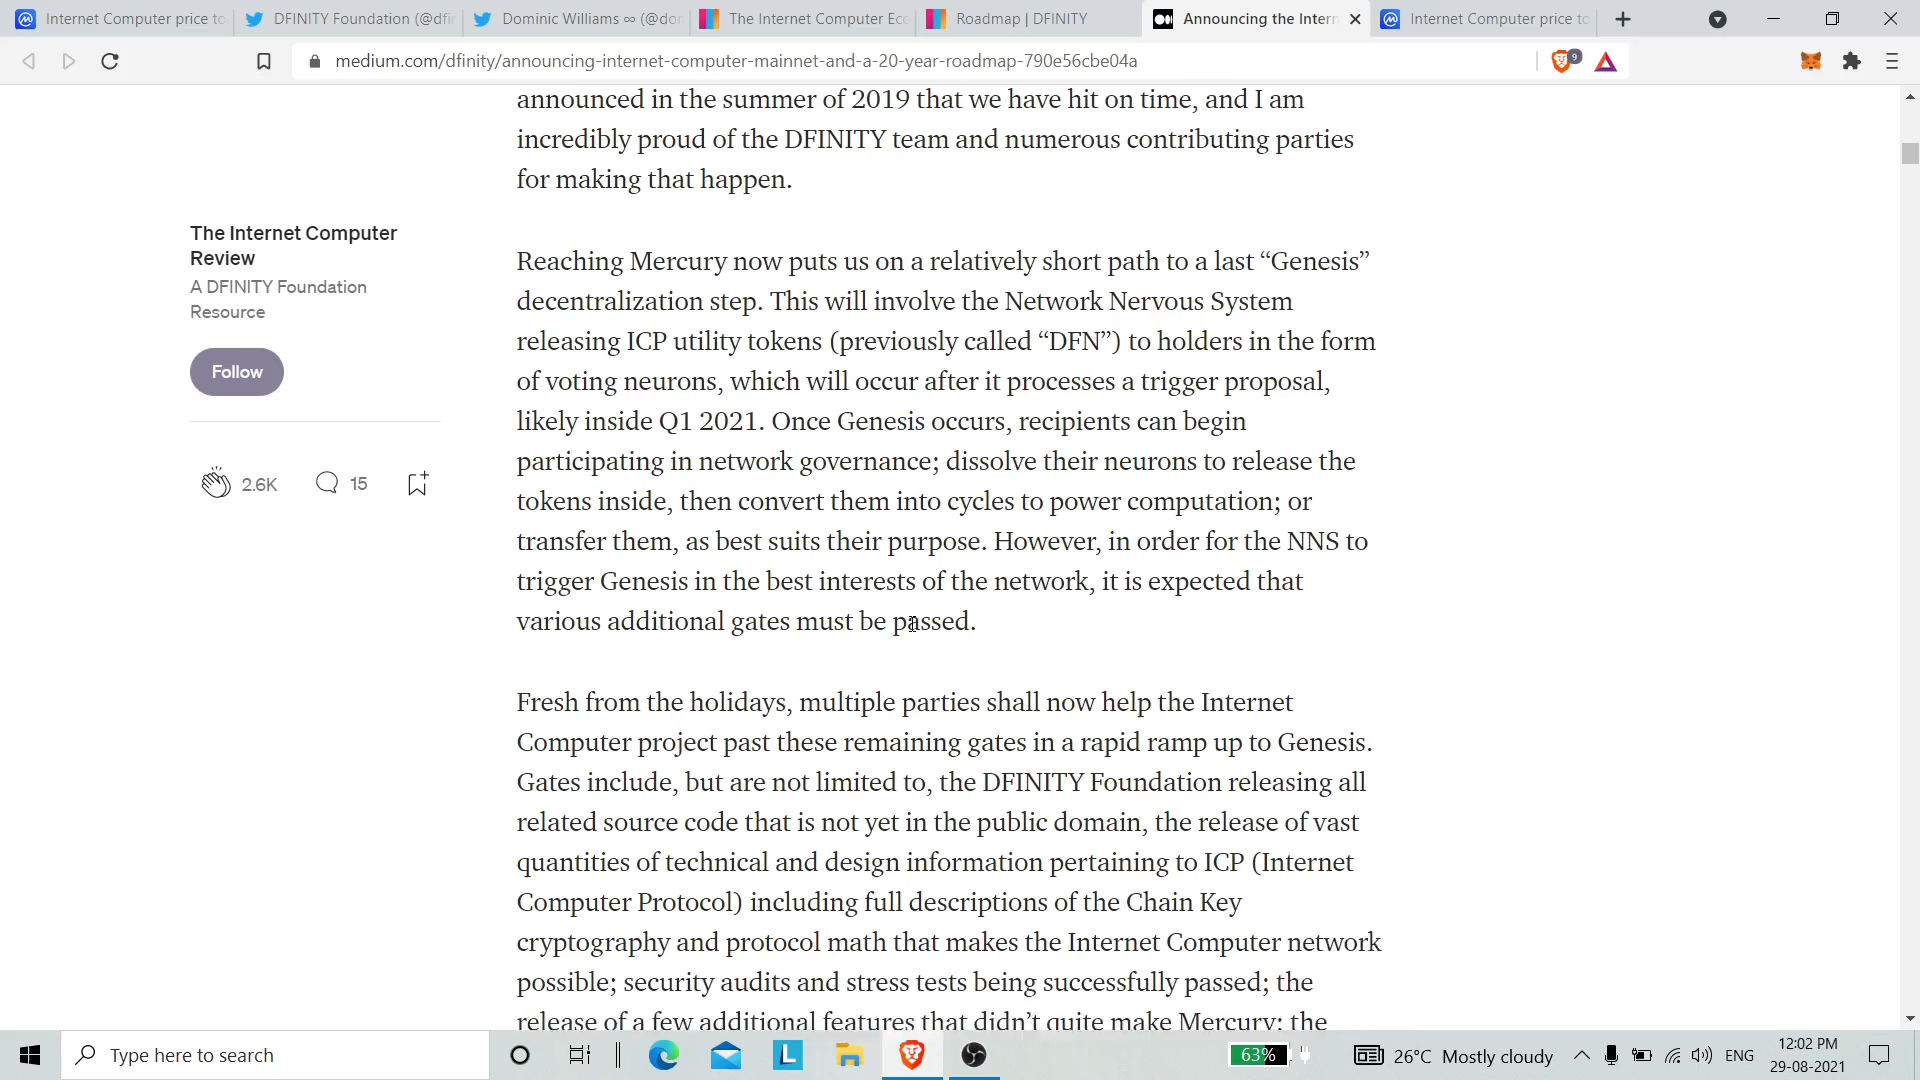 Internet Computer price to
DFINITY Foundation (@dfi
Dominic Williams ∞ (@do
The Internet Computer Ec
Roadmap | DFINITY
Announcing the Intern
Internet Computer price to
medium.com/dfinity/announcing-internet-computer-mainnet-and-a-20-year-roadmap-790e56cbe04a
9
announced in the summer of 2019 that we have hit on time, and I am
incredibly proud of the DFINITY team and numerous contributing parties
for making that happen.
The Internet Computer
Review
A DFINITY Foundation
Resource
Follow
2.6K
15
Reaching Mercury now puts us on a relatively short path to a last “Genesis”
decentralization step. This will involve the Network Nervous System
releasing ICP utility tokens (previously called “DFN”) to holders in the form
of voting neurons, which will occur after it processes a trigger proposal,
likely inside Q1 2021. Once Genesis occurs, recipients can begin
participating in network governance; dissolve their neurons to release the
tokens inside, then convert them into cycles to power computation; or
transfer them, as best suits their purpose. However, in order for the NNS to
trigger Genesis in the best interests of the network, it is expected that
various additional gates must be passed.
Fresh from the holidays, multiple parties shall now help the Internet
Computer project past these remaining gates in a rapid ramp up to Genesis.
Gates include, but are not limited to, the DFINITY Foundation releasing all
related source code that is not yet in the public domain, the release of vast
quantities of technical and design information pertaining to ICP (Internet
Computer Protocol) including full descriptions of the Chain Key
cryptography and protocol math that makes the Internet Computer network
possible; security audits and stress tests being successfully passed; the
release of a few additional features that didn’t quite make Mercury; the
Type here to search
L
63%
26°C Mostly cloudy
ENG
12:02 PM
29-08-2021